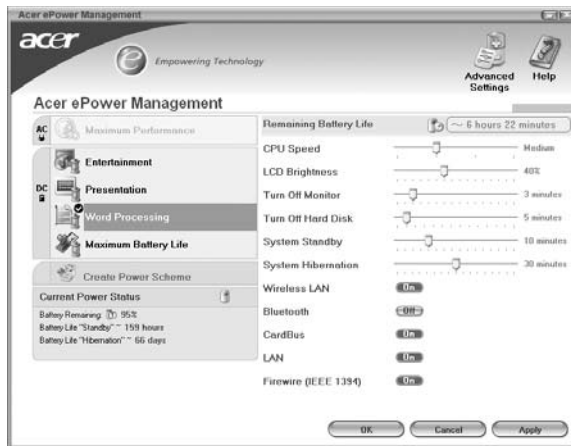 Acer ePower Management
acer
e Empowering Technology
Advanced Settings
Help
Acer ePower Management
AC
Maximum Performance
DC
Entertainment
Presentation
Word Processing
Maximum Battery Life
Create Power Scheme
Current Power Status
Battery Remaining: 95%
Battery Life "Standby" ~ 159 hours
Battery Life "Hibernation" ~ 66 days
Remaining Battery Life ~ 6 hours 22 minutes
CPU Speed Medium
LCD Brightness 40%
Turn Off Monitor 3 minutes
Turn Off Hard Disk 5 minutes
System Standby 10 minutes
System Hibernation 30 minutes
Wireless LAN On
Bluetooth Off
CardBus On
LAN On
Firewire (IEEE 1394) On
OK Cancel Apply